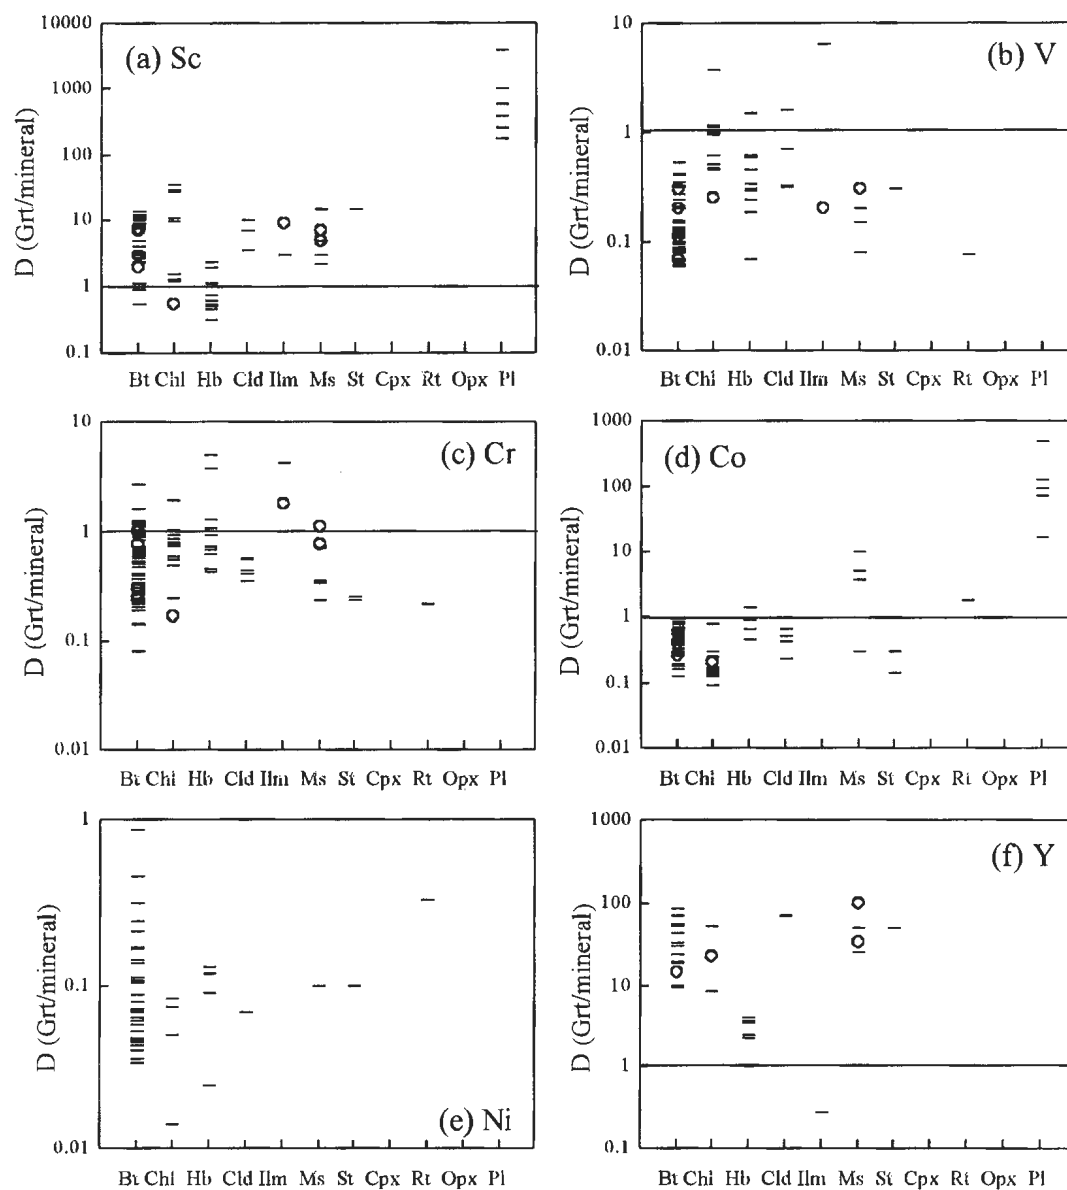 10000
1000
100
10
1
0.1
D (Grt/mineral)
(a) Sc
Bt Chl Hb Cld Ilm Ms St Cpx Rt Opx Pl
10
1
0.1
0.01
D (Grt/mineral)
(b) V
Bt Chl Hb Cld Ilm Ms St Cpx Rt Opx Pl
10
1
0.1
0.01
D (Grt/mineral)
(c) Cr
Bt Chl Hb Cld Ilm Ms St Cpx Rt Opx Pl
1000
100
10
1
0.1
0.01
D (Grt/mineral)
(d) Co
Bt Chl Hb Cld Ilm Ms St Cpx Rt Opx Pl
1
0.1
0.01
D (Grt/mineral)
(e) Ni
Bt Chl Hb Cld Ilm Ms St Cpx Rt Opx Pl
1000
100
10
1
0.1
D (Grt/mineral)
(f) Y
Bt Chl Hb Cld Ilm Ms St Cpx Rt Opx Pl